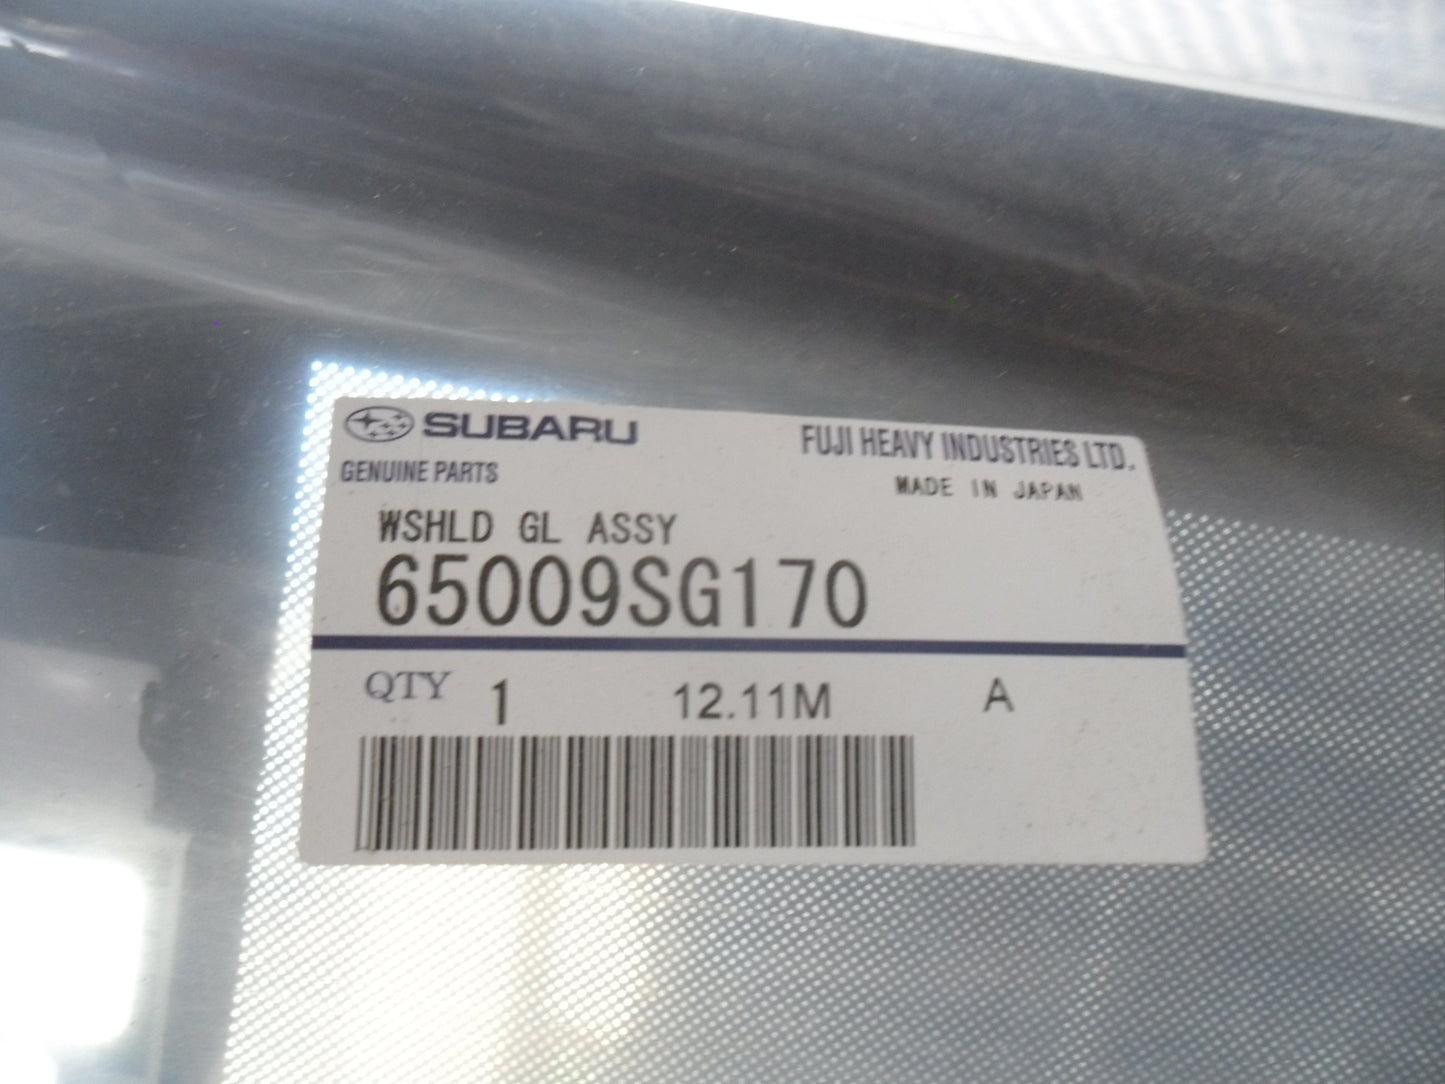 SUBARU
FUJI HEAVY INDUSTRIES LTD.
GENUINE PARTS
MADE IN JAPAN
WSHLD GL ASSY
65009SG170
QTY 1 12.11M A